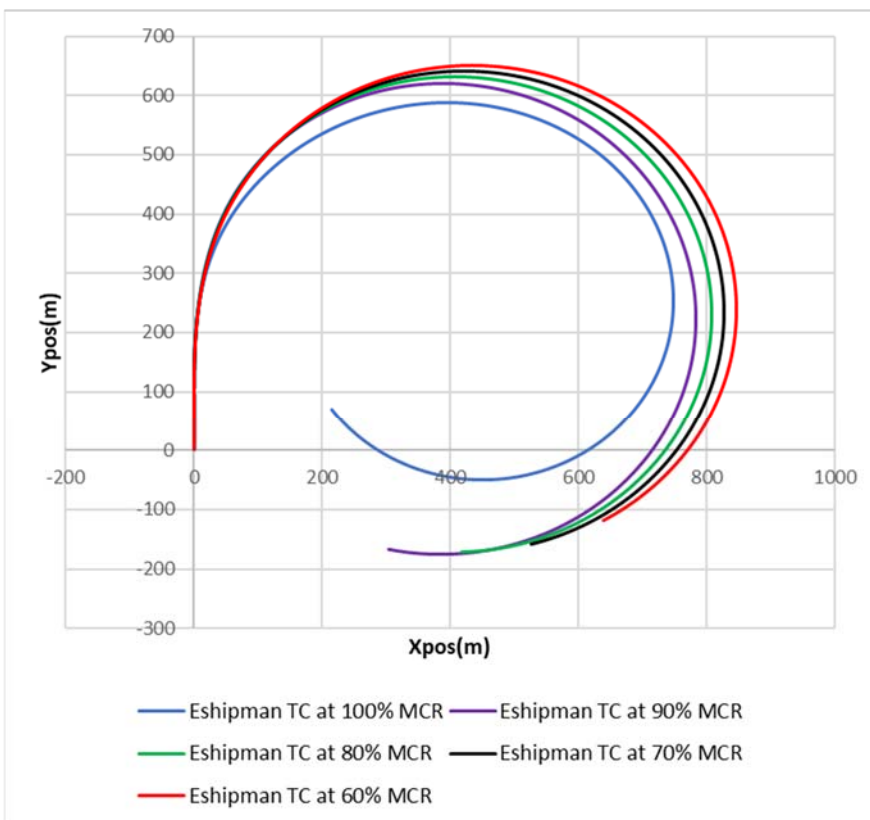 700
600
500
400
300
200
100
0
-100
-200
-300
Ypos(m)
-200 0 200 400 600 800 1000
Xpos(m)
Eshipman TC at 100% MCR Eshipman TC at 90% MCR
Eshipman TC at 80% MCR Eshipman TC at 70% MCR
Eshipman TC at 60% MCR